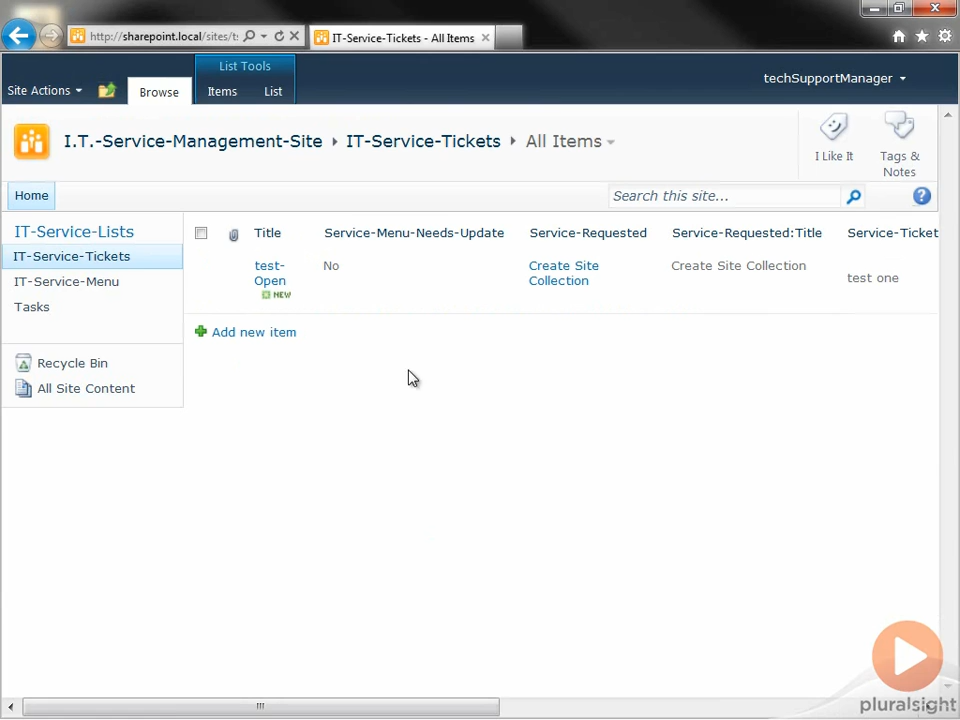 http://sharepoint.local/sites/t
IT-Service-Tickets - All Items
List Tools
Site Actions
Browse
Items
List
techSupportManager
I.T.-Service-Management-Site
IT-Service-Tickets
All Items
I Like It
Tags &
Notes
Home
Search this site...
IT-Service-Lists
IT-Service-Tickets
IT-Service-Menu
Tasks
Recycle Bin
All Site Content
Title
Service-Menu-Needs-Update
Service-Requested
Service-Requested:Title
Service-Ticket
test-
Open
NEW
No
Create Site
Collection
Create Site Collection
test one
Add new item
pluralsight